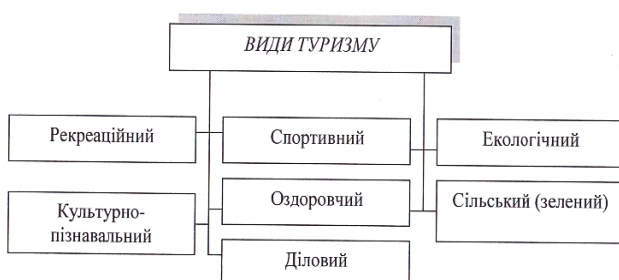 ВИДИ ТУРИЗМУ
Рекреаційний
Спортивний
Екологічний
Культурно-
пізнавальний
Оздоровчий
Сільський (зелений)
Діловий